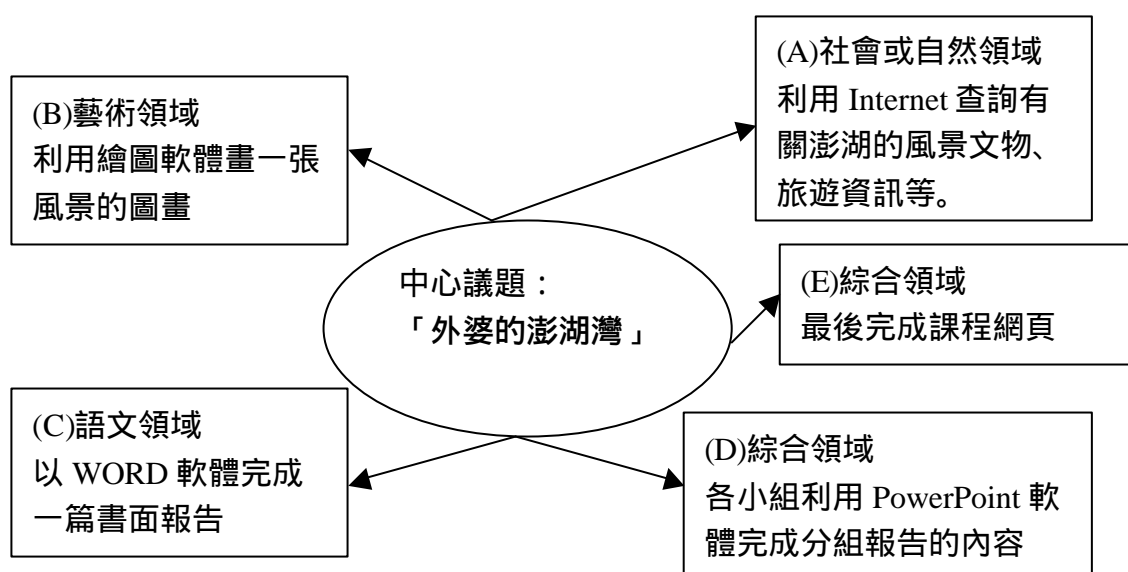 (A)社會或自然領域
利用 Internet 查詢有
關澎湖的風景文物、
旅遊資訊等。
(B)藝術領域
利用繪圖軟體畫一張
風景的圖畫
中心議題：
「外婆的澎湖灣」
(E)綜合領域
最後完成課程網頁
(C)語文領域
以 WORD 軟體完成
一篇書面報告
(D)綜合領域
各小組利用 PowerPoint 軟
體完成分組報告的內容